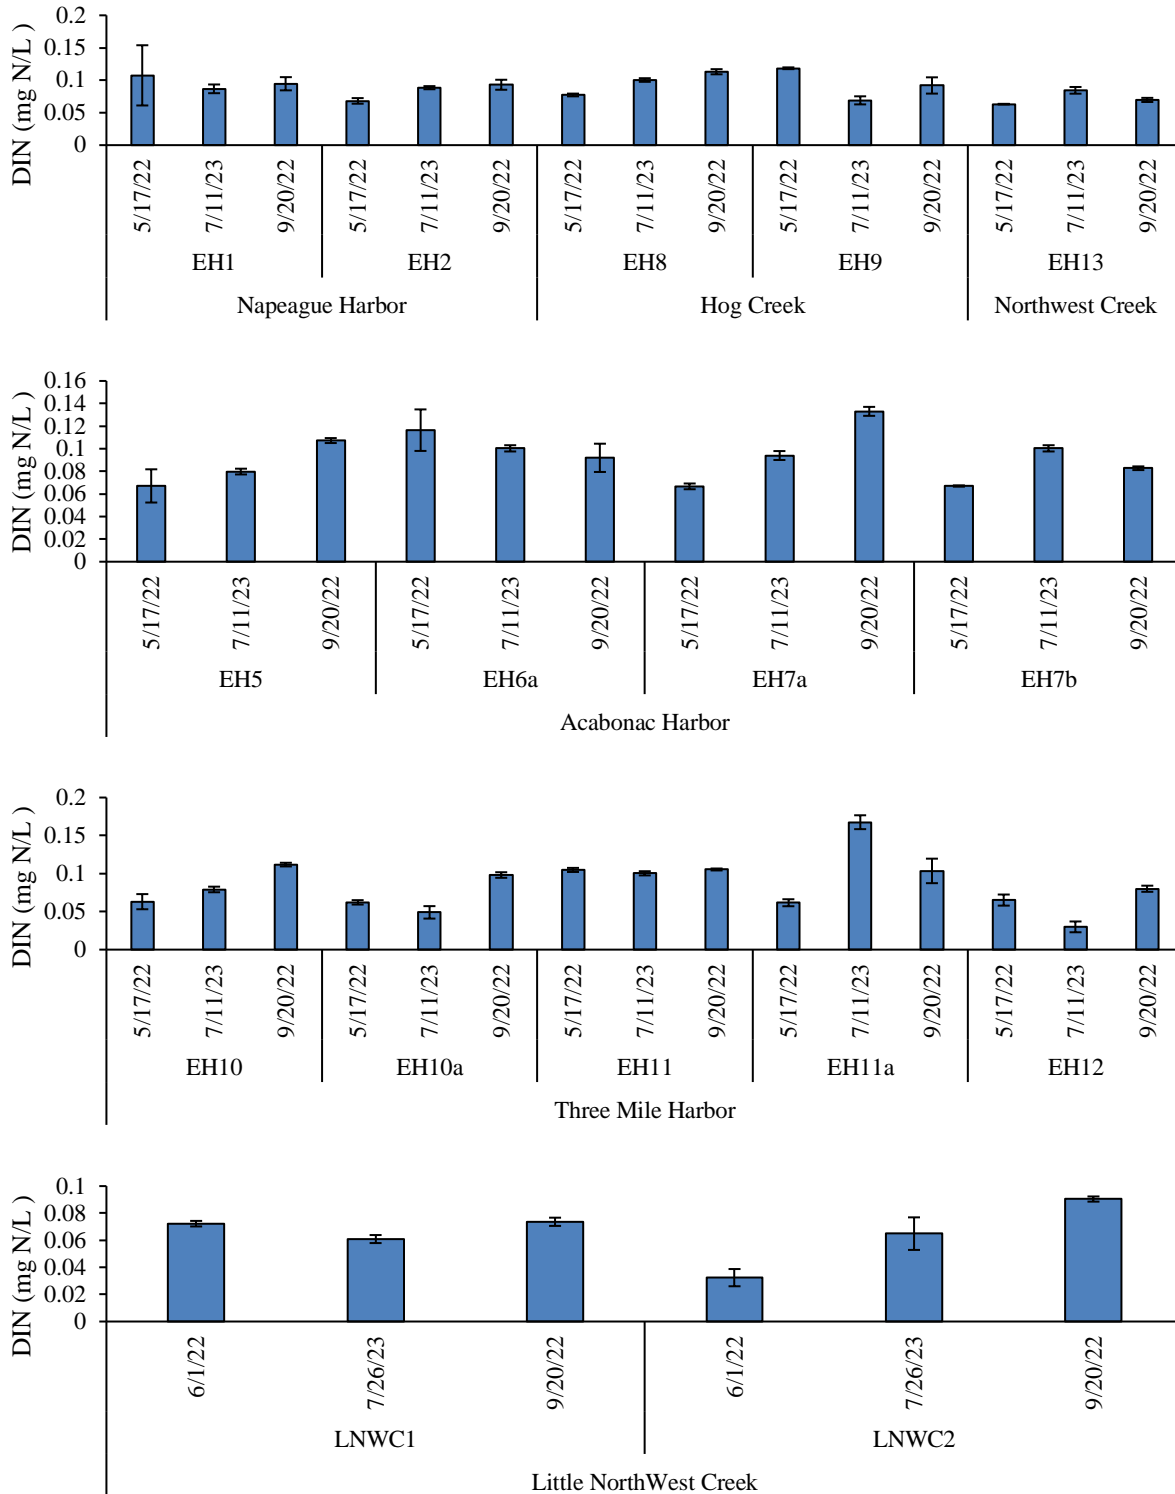 DIN (mg N/L )
0.2
0.15
0.1
0.05
0
5/17/22 7/11/23 9/20/22 5/17/22 7/11/23 9/20/22 5/17/22 7/11/23 9/20/22 5/17/22 7/11/23 9/20/22 5/17/22 7/11/23 9/20/22
EH1 EH2 EH8 EH9 EH13
Napeague Harbor Hog Creek Northwest Creek
DIN (mg N/L )
0.16
0.14
0.12
0.1
0.08
0.06
0.04
0.02
0
5/17/22 7/11/23 9/20/22 5/17/22 7/11/23 9/20/22 5/17/22 7/11/23 9/20/22 5/17/22 7/11/23 9/20/22
EH5 EH6a EH7a EH7b
Acabonac Harbor
DIN (mg N/L )
0.2
0.15
0.1
0.05
0
5/17/22 7/11/23 9/20/22 5/17/22 7/11/23 9/20/22 5/17/22 7/11/23 9/20/22 5/17/22 7/11/23 9/20/22 5/17/22 7/11/23 9/20/22
EH10 EH10a EH11 EH11a EH12
Three Mile Harbor
DIN (mg N/L )
0.1
0.08
0.06
0.04
0.02
0
6/1/22 7/26/23 9/20/22 6/1/22 7/26/23 9/20/22
LNWC1 LNWC2
Little NorthWest Creek